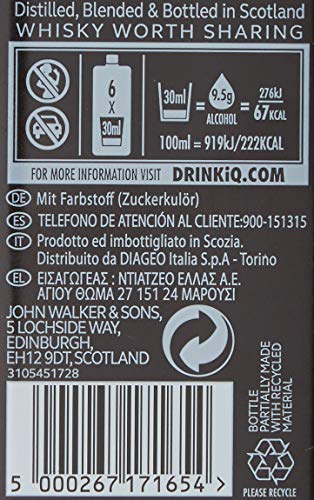 Distilled, Blended & Bottled in Scotland
WHISKY WORTH SHARING
6
X
30ml
30ml = 9.5g ALCOHOL = 276kJ 67KCAL
100ml = 919kJ/222KCAL
FOR MORE INFORMATION VISIT DRINKiQ.COM
DE Mit Farbstoff (Zuckerkulör)
ES TELEFONO DE ATENCIÓN AL CLIENTE:900-151315
IT Prodotto ed imbottigliato in Scozia.
Distribuito da DIAGEO Italia S.p.A - Torino
EL ΕΙΣΑΓΩΓΕΑΣ : ΝΤΙΑΤΖΕΟ ΕΛΛΑΣ Α.Ε.
ΑΓΙΟΥ ΘΩΜΑ 27 151 24 ΜΑΡΟΥΣΙ
JOHN WALKER & SONS,
5 LOCHSIDE WAY,
EDINBURGH,
EH12 9DT, SCOTLAND
3105451728
5 000267 171654 >
BOTTLE
PARTIALLY MADE
WITH RECYCLED
MATERIAL
PLEASE
RECYCLE